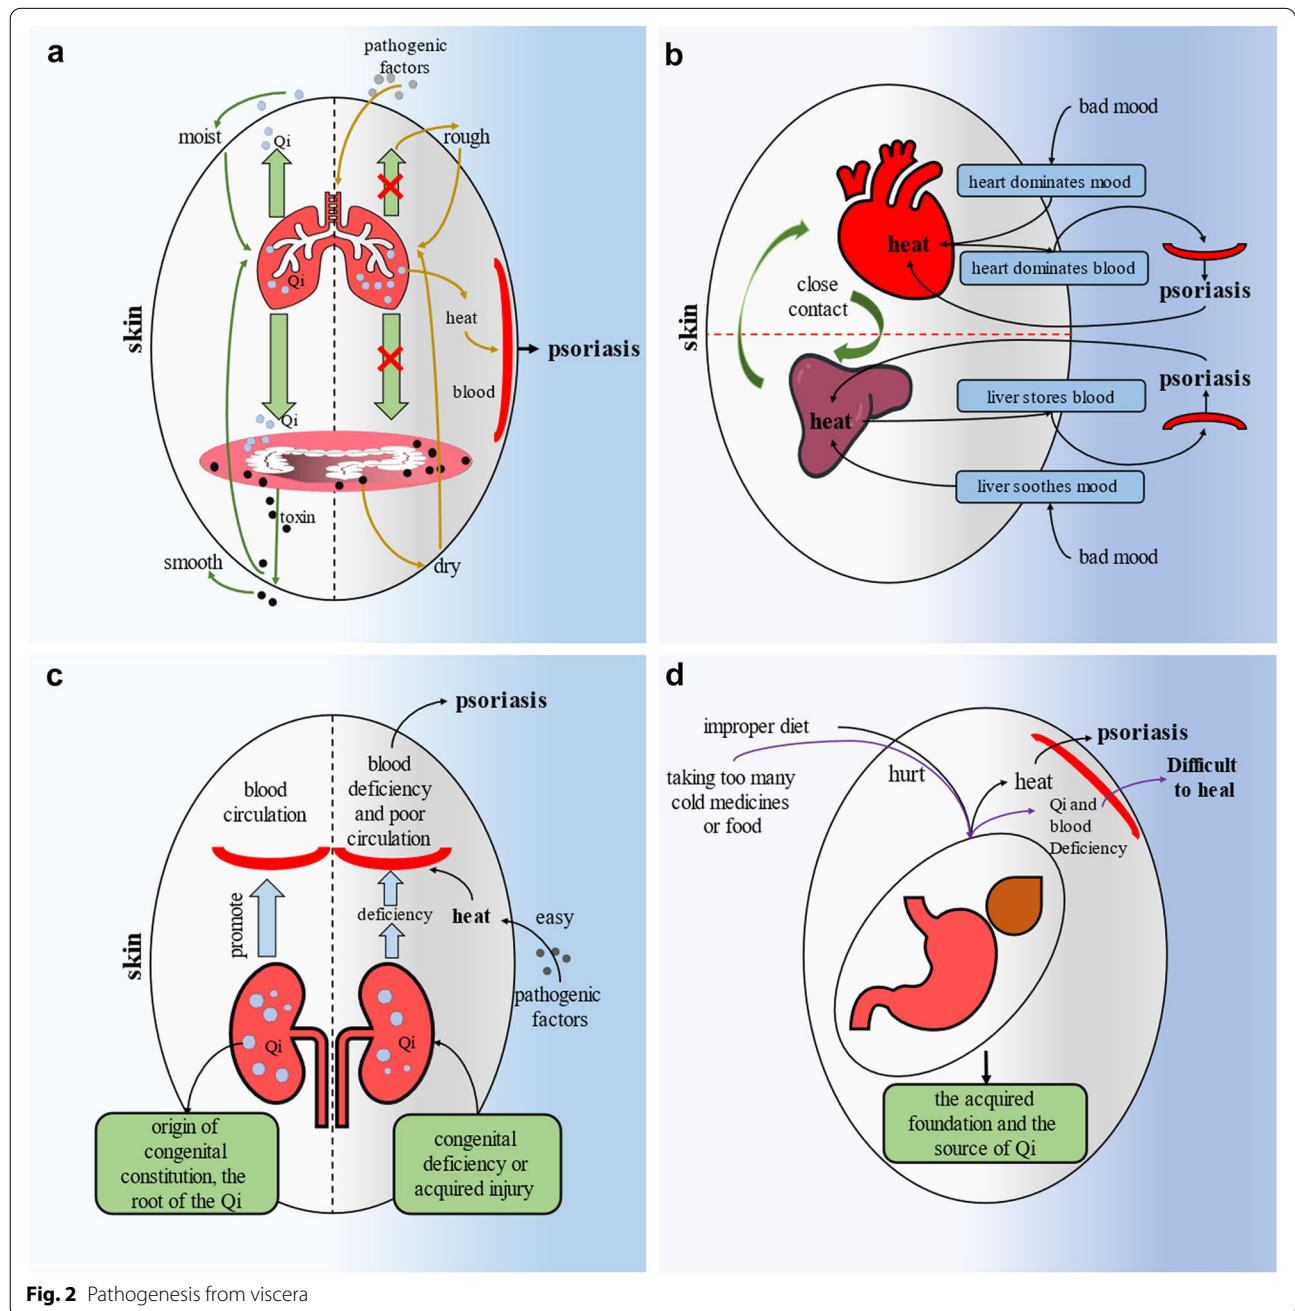 a
pathogenic
factors
moist
Qi
rough
Qi
heat
skin
psoriasis
blood
Qi
toxin
smooth
dry
b
bad mood
heart dominates mood
heat
heart dominates blood
close
contact
psoriasis
skin
psoriasis
liver stores blood
heat
liver soothes mood
bad mood
c
psoriasis
blood
deficiency
and poor
circulation
blood
circulation
promote
deficiency
heat
easy
skin
pathogenic
factors
Qi
Qi
origin of
congenital
constitution, the
root of the Qi
congenital
deficiency or
acquired injury
d
improper diet
taking too many
cold medicines
or food
hurt
heat
psoriasis
Difficult
to heal
Qi and
blood
Deficiency
the acquired
foundation and the
source of Qi
Fig. 2 Pathogenesis from viscera